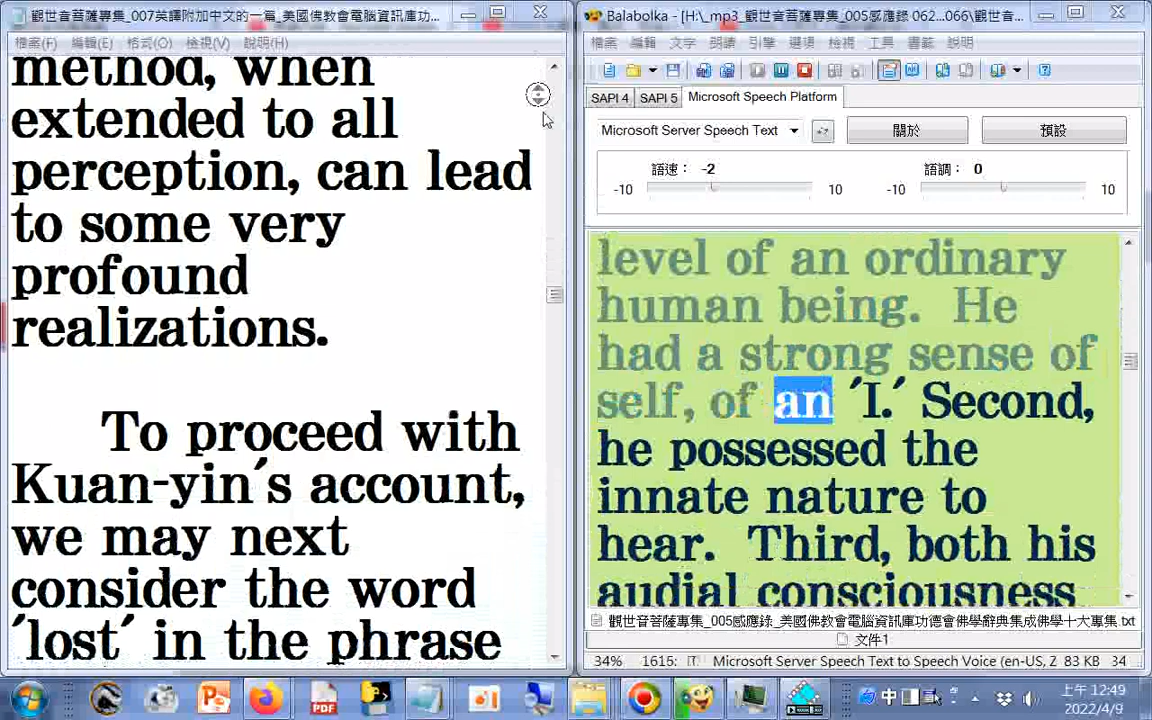 觀世音菩薩專集_007英譯附加中文的一篇_美國佛教會電腦資訊庫功...
檔案(F) 編輯(E) 格式(O) 檢視(V) 說明(H)
method, when
extended to all
perception, can lead
to some very
profound
realizations.
To proceed with
Kuan-yin's account,
we may next
consider the word
'lost' in the phrase
Balabolka - [H:\_mp3_觀世音菩薩專集_005感應錄 062...066\觀世音...
檔案 編輯 文字 朗讀 引擎 選項 檢視 工具 書籤 說明
SAPI 4 SAPI 5 Microsoft Speech Platform
Microsoft Server Speech Text 關於 預設
語速： -2 語調： 0
-10 10 -10 10
level of an ordinary
human being. He
had a strong sense of
self, of an 'I.' Second,
he possessed the
innate nature to
hear. Third, both his
audial consciousness
觀世音菩薩專集_005感應錄_美國佛教會電腦資訊庫功德會佛學辭典集成佛學十大專集 txt
文件1
34% 1615: Microsoft Server Speech Text to Speech Voice (en-US, Z 83 KB 34
PDF 中 上午 12:49
2022/4/9